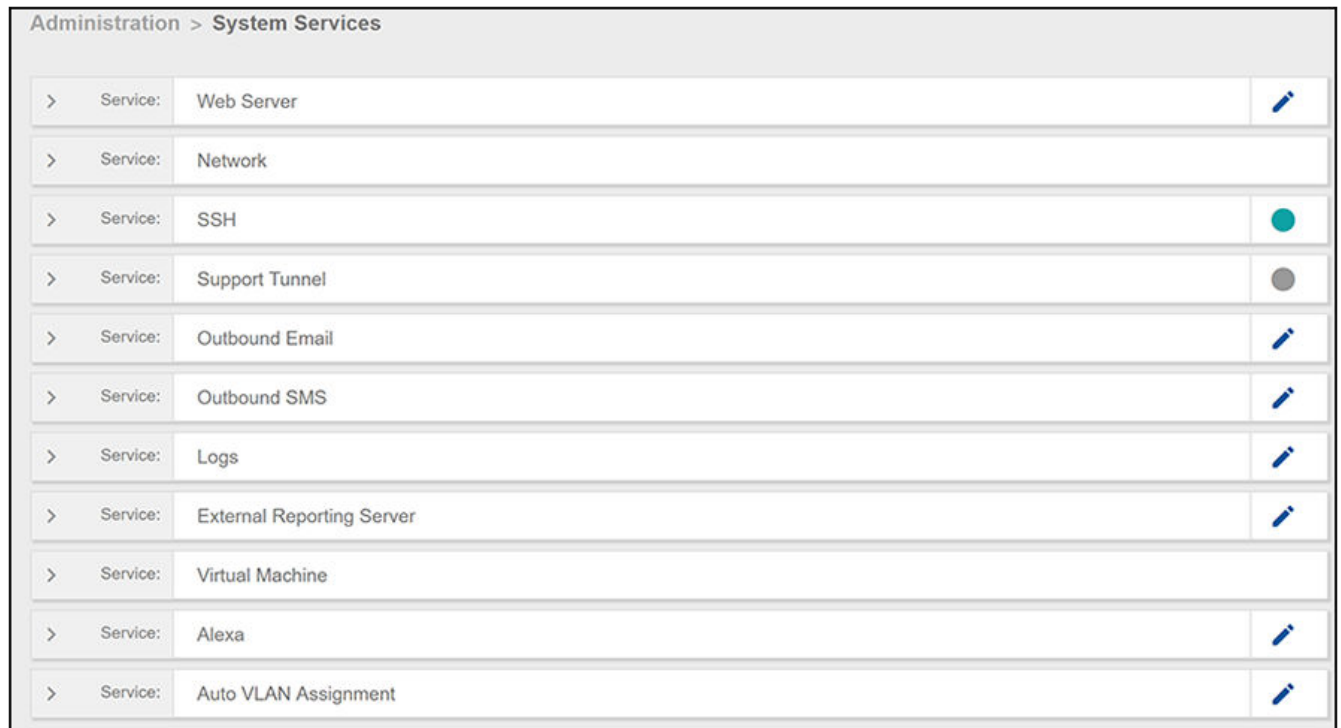 Administration > System Services
> Service: Web Server
> Service: Network
> Service: SSH
> Service: Support Tunnel
> Service: Outbound Email
> Service: Outbound SMS
> Service: Logs
> Service: External Reporting Server
> Service: Virtual Machine
> Service: Alexa
> Service: Auto VLAN Assignment